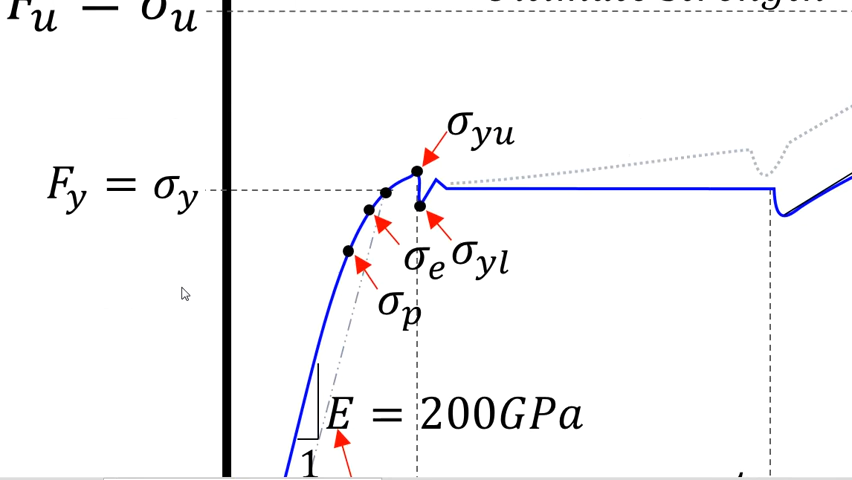 F_u = σ_u
σ_yu
F_y = σ_y
σ_e σ_yl
σ_p
E = 200GPa
1